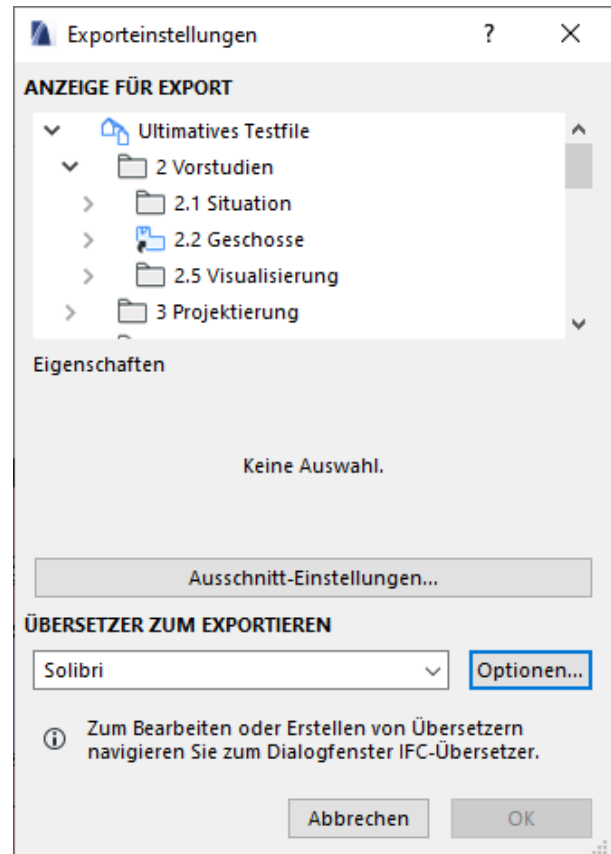 Exporteinstellungen
ANZEIGE FÜR EXPORT
Ultimatives Testfile
2 Vorstudien
2.1 Situation
2.2 Geschosse
2.5 Visualisierung
3 Projektierung
Eigenschaften
Keine Auswahl.
Ausschnitt-Einstellungen...
ÜBERSETZER ZUM EXPORTIEREN
Solibri
Optionen...
Zum Bearbeiten oder Erstellen von Übersetzern
navigieren Sie zum Dialogfenster IFC-Übersetzer.
Abbrechen
OK